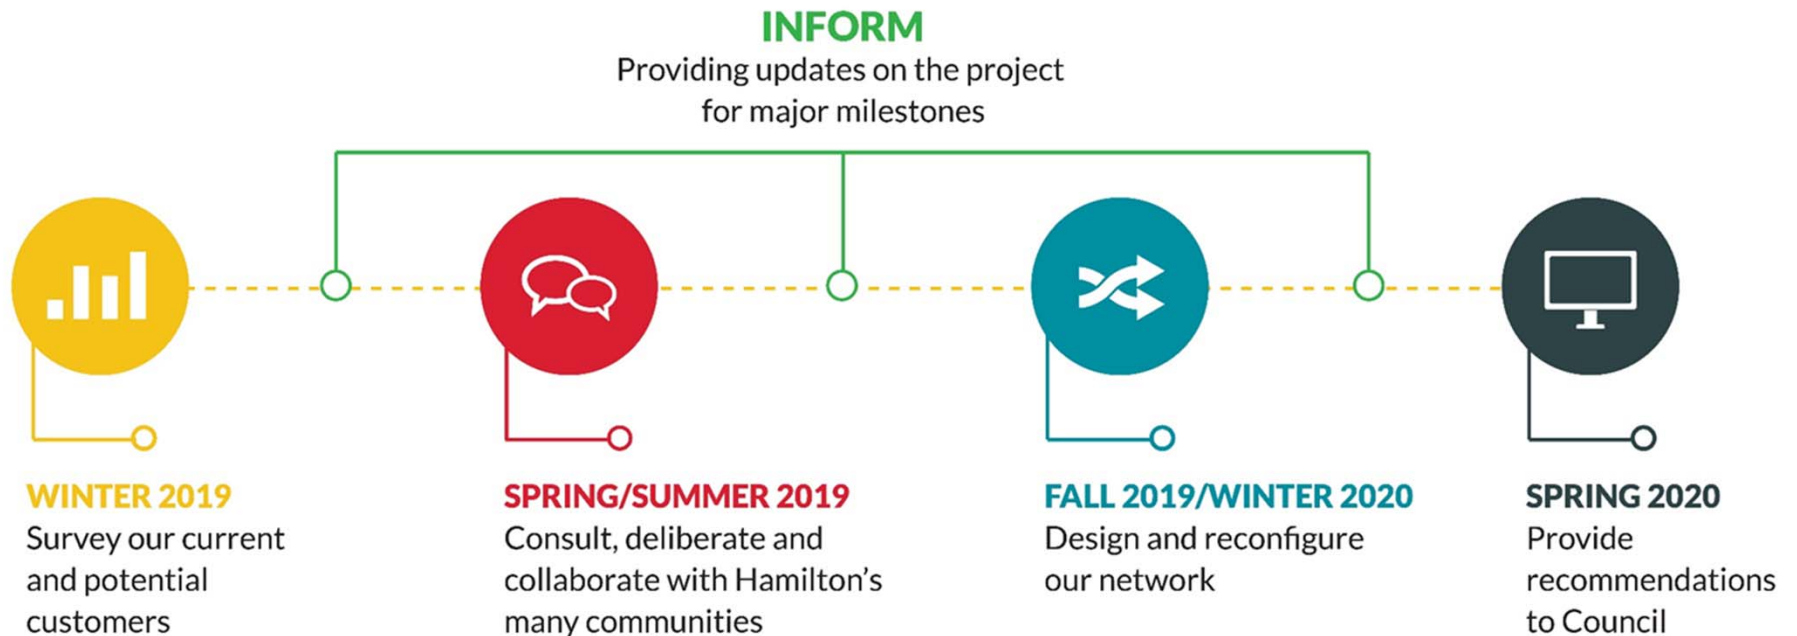 INFORM
Providing updates on the project
for major milestones
WINTER 2019
Survey our current
and potential
customers
SPRING/SUMMER 2019
Consult, deliberate and
collaborate with Hamilton’s
many communities
FALL 2019/WINTER 2020
Design and reconfigure
our network
SPRING 2020
Provide
recommendations
to Council